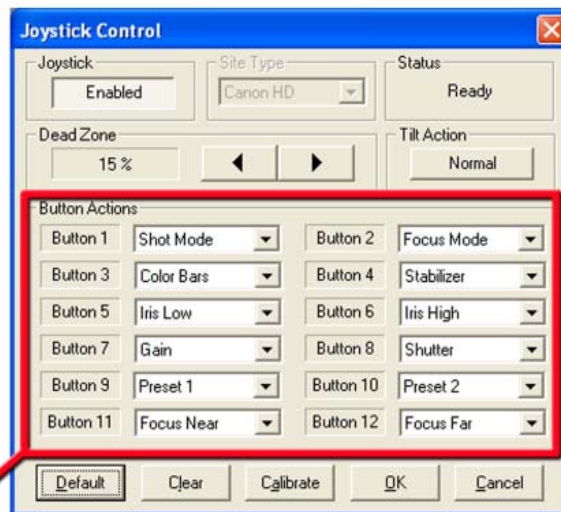 Joystick Control
Joystick Site Type Status
Enabled Canon HD Ready
Dead Zone Tilt Action
15 % Normal
Button Actions
Button 1 Shot Mode Button 2 Focus Mode
Button 3 Color Bars Button 4 Stabilizer
Button 5 Iris Low Button 6 Iris High
Button 7 Gain Button 8 Shutter
Button 9 Preset 1 Button 10 Preset 2
Button 11 Focus Near Button 12 Focus Far
Default Clear Calibrate OK Cancel